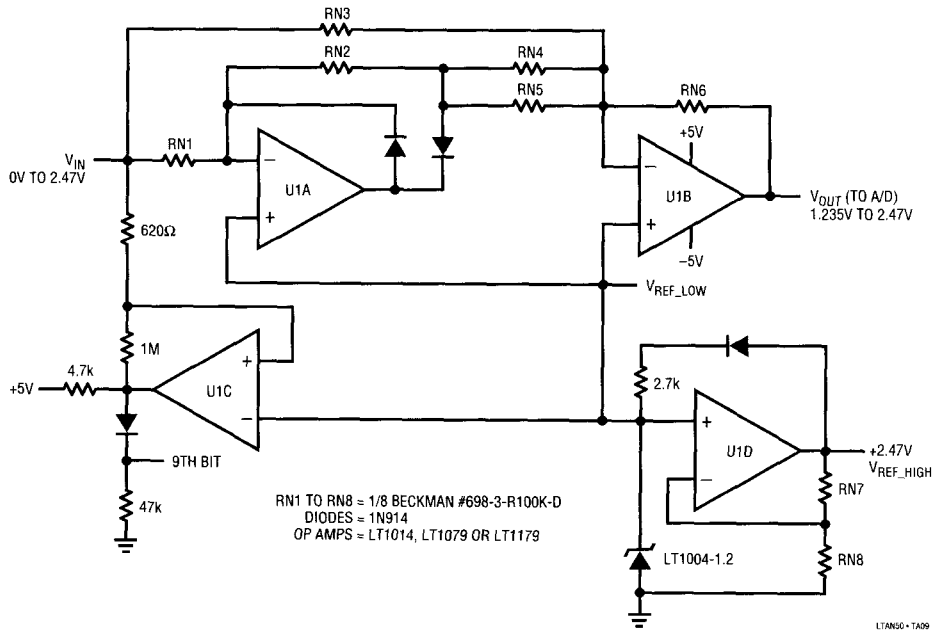 RN3
RN2
RN4
RN5
RN6
+5V
V_IN
0V TO 2.47V
RN1
−
U1A
+
−
U1B
+
V_OUT (TO A/D)
1.235V TO 2.47V
−5V
620Ω
V_REF_LOW
1M
+
4.7k
+5V
U1C
−
2.7k
+
U1D
−
+2.47V
V_REF_HIGH
9TH BIT
RN7
47k
RN1 TO RN8 = 1/8 BECKMAN #698-3-R100K-D
DIODES = 1N914
OP AMPS = LT1014, LT1079 OR LT1179
LT1004-1.2
RN8
LTAN50 • TA09